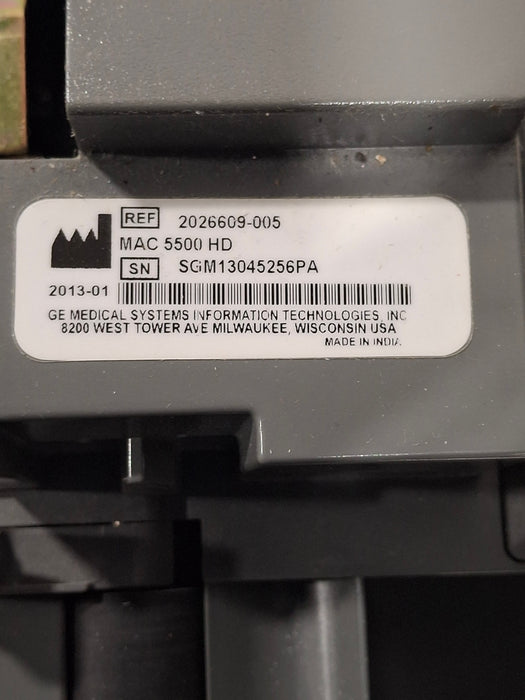 REF 2026609-005
MAC 5500 HD
SN SGM13045256PA
2013-01
GE MEDICAL SYSTEMS INFORMATION TECHNOLOGIES, INC
8200 WEST TOWER AVE MILWAUKEE, WISCONSIN USA
MADE IN INDIA